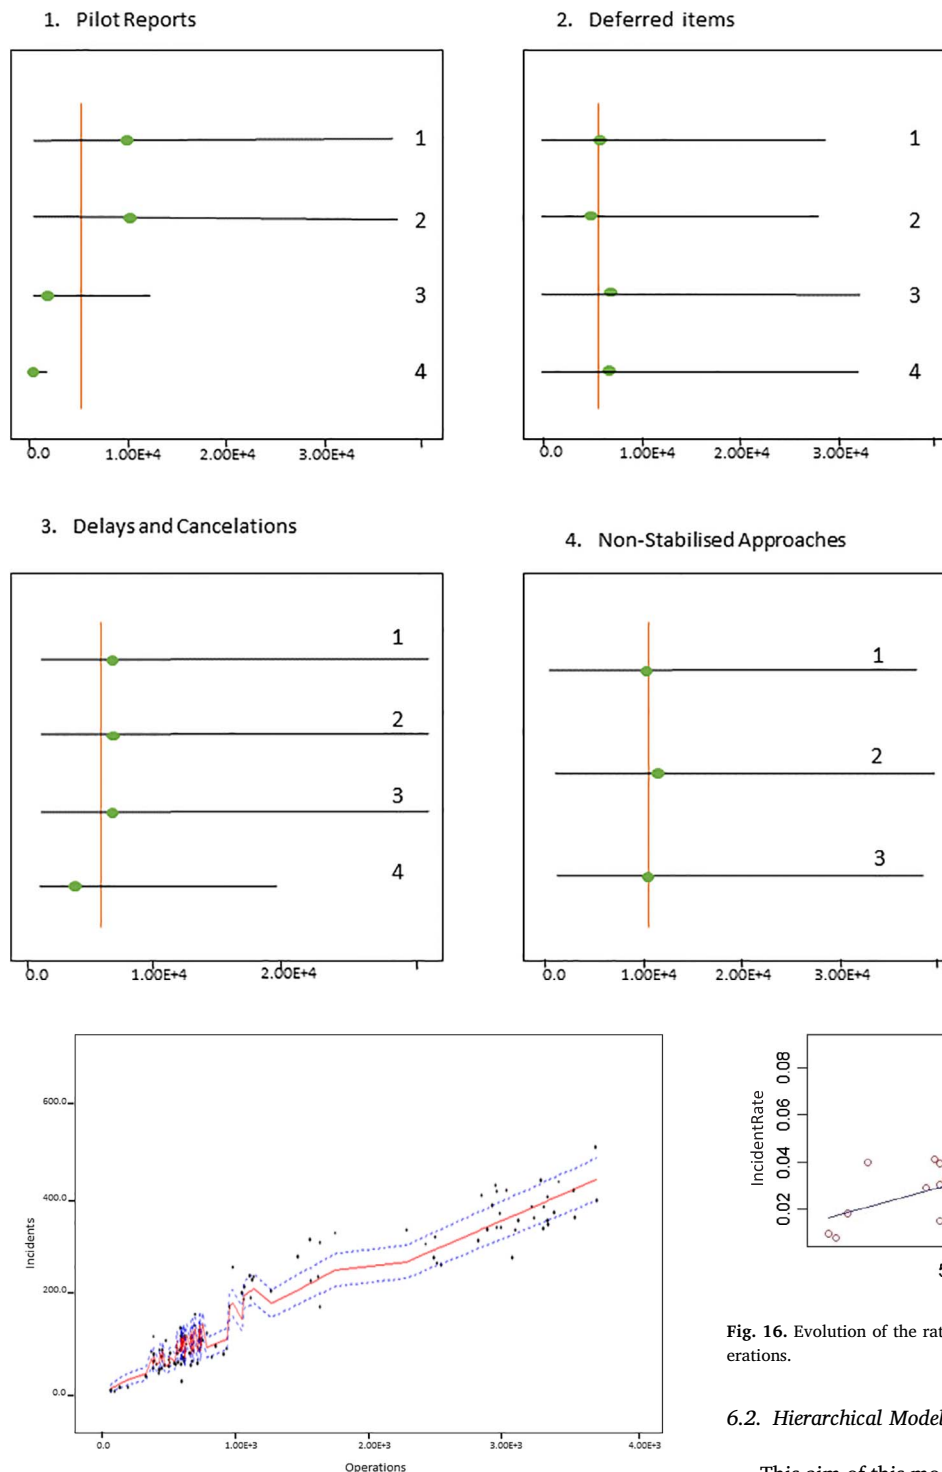 1. Pilot Reports
2. Deferred items
1
2
3
4
0.0 1.00E+4 2.00E+4 3.00E+4
1
2
3
4
0.0 1.00E+4 2.00E+4 3.00E+4
3. Delays and Cancelations
4. Non-Stabilised Approaches
1
2
3
4
0.0 1.00E+4 2.00E+4
1
2
3
0.0 1.00E+4 2.00E+4 3.00E+4
Incidents
600.0
400.0
200.0
0.0
0.0 1.00E+3 2.00E+3 3.00E+3 4.00E+3
Operations
IncidentRate
0.08
0.06
0.04
0.02
Fig. 16. Evolution of the rat
erations.
6.2. Hierarchical Model